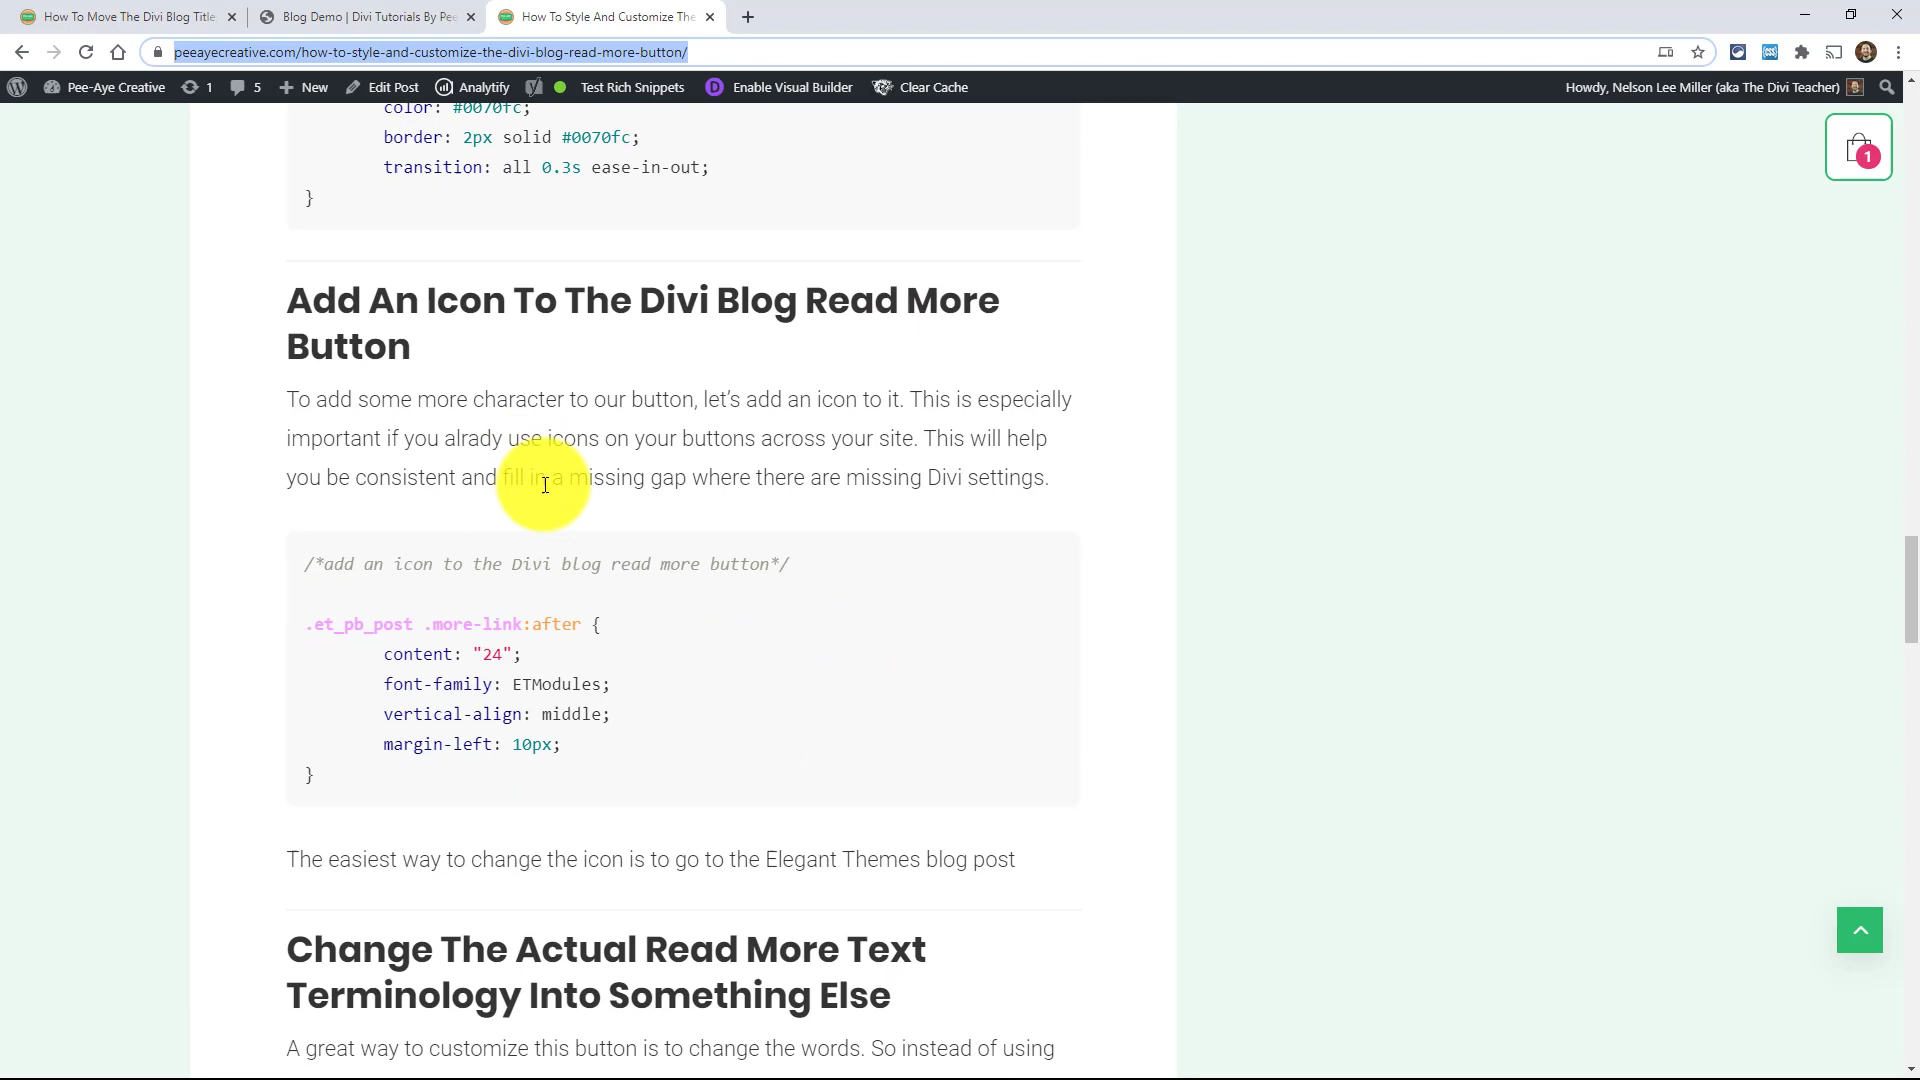 How To Move The Divi Blog Title
Blog Demo | Divi Tutorials By Pee
How To Style And Customize The
peeayecreative.com/how-to-style-and-customize-the-divi-blog-read-more-button/
Pee-Aye Creative 1 5 New Edit Post Analytify Test Rich Snippets Enable Visual Builder Clear Cache Howdy, Nelson Lee Miller (aka The Divi Teacher)
1
color: #0070fc;
border: 2px solid #0070fc;
transition: all 0.3s ease-in-out;
}
Add An Icon To The Divi Blog Read More
Button
To add some more character to our button, let's add an icon to it. This is especially
important if you alrady use icons on your buttons across your site. This will help
you be consistent and fill in a missing gap where there are missing Divi settings.
/*add an icon to the Divi blog read more button*/
.et_pb_post .more-link:after {
content: "24";
font-family: ETModules;
vertical-align: middle;
margin-left: 10px;
}
The easiest way to change the icon is to go to the Elegant Themes blog post
Change The Actual Read More Text
Terminology Into Something Else
A great way to customize this button is to change the words. So instead of using